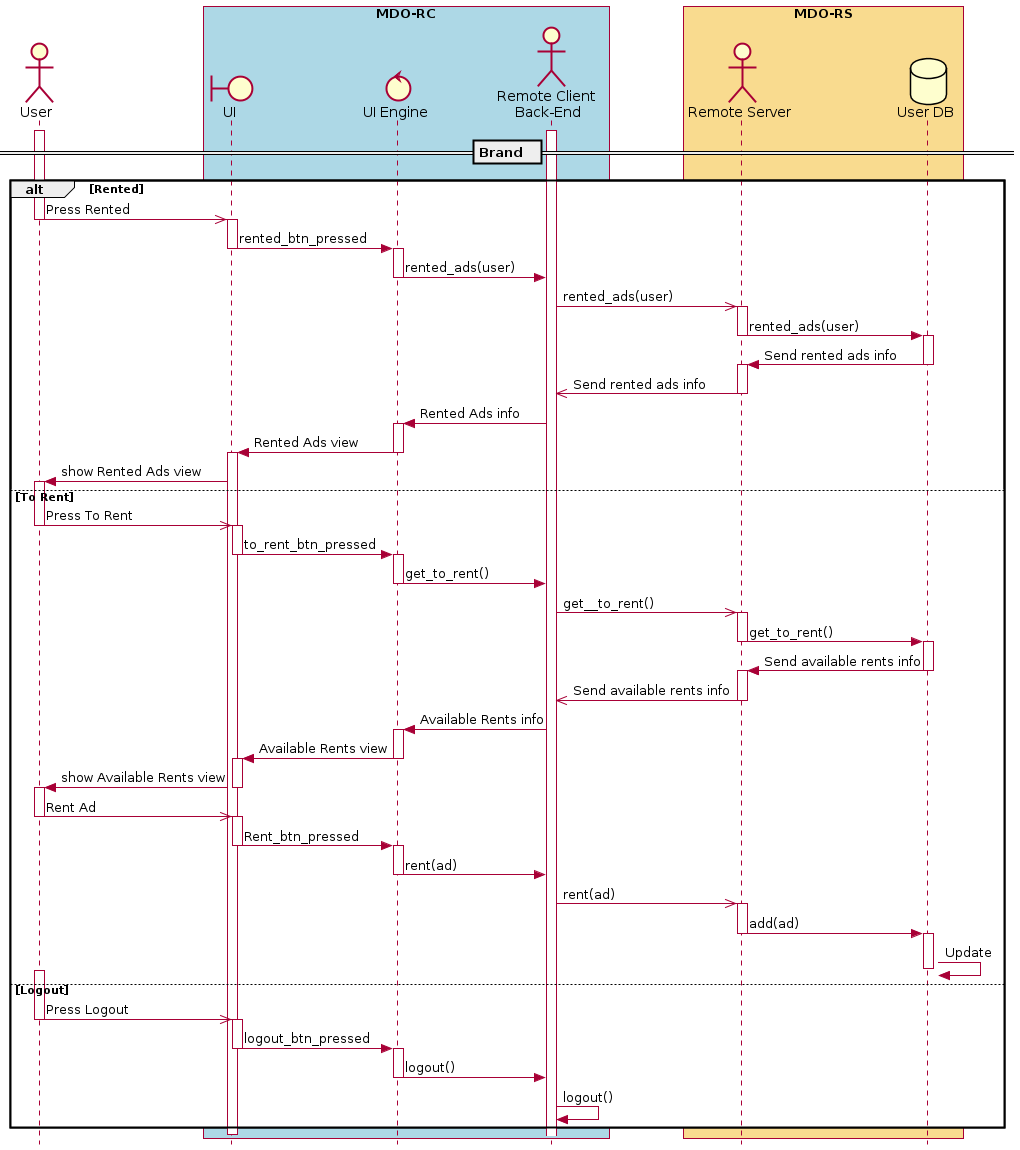 MDO-RC
MDO-RS
User
UI
UI Engine
Remote Client
Back-End
Remote Server
User DB
Brand
alt
[Rented]
Press Rented
rented_btn_pressed
rented_ads(user)
rented_ads(user)
rented_ads(user)
Send rented ads info
Send rented ads info
Rented Ads info
Rented Ads view
show Rented Ads view
[To Rent]
Press To Rent
to_rent_btn_pressed
get_to_rent()
get__to_rent()
get_to_rent()
Send available rents info
Send available rents info
Available Rents info
Available Rents view
show Available Rents view
Rent Ad
Rent_btn_pressed
rent(ad)
rent(ad)
add(ad)
Update
[Logout]
Press Logout
logout_btn_pressed
logout()
logout()